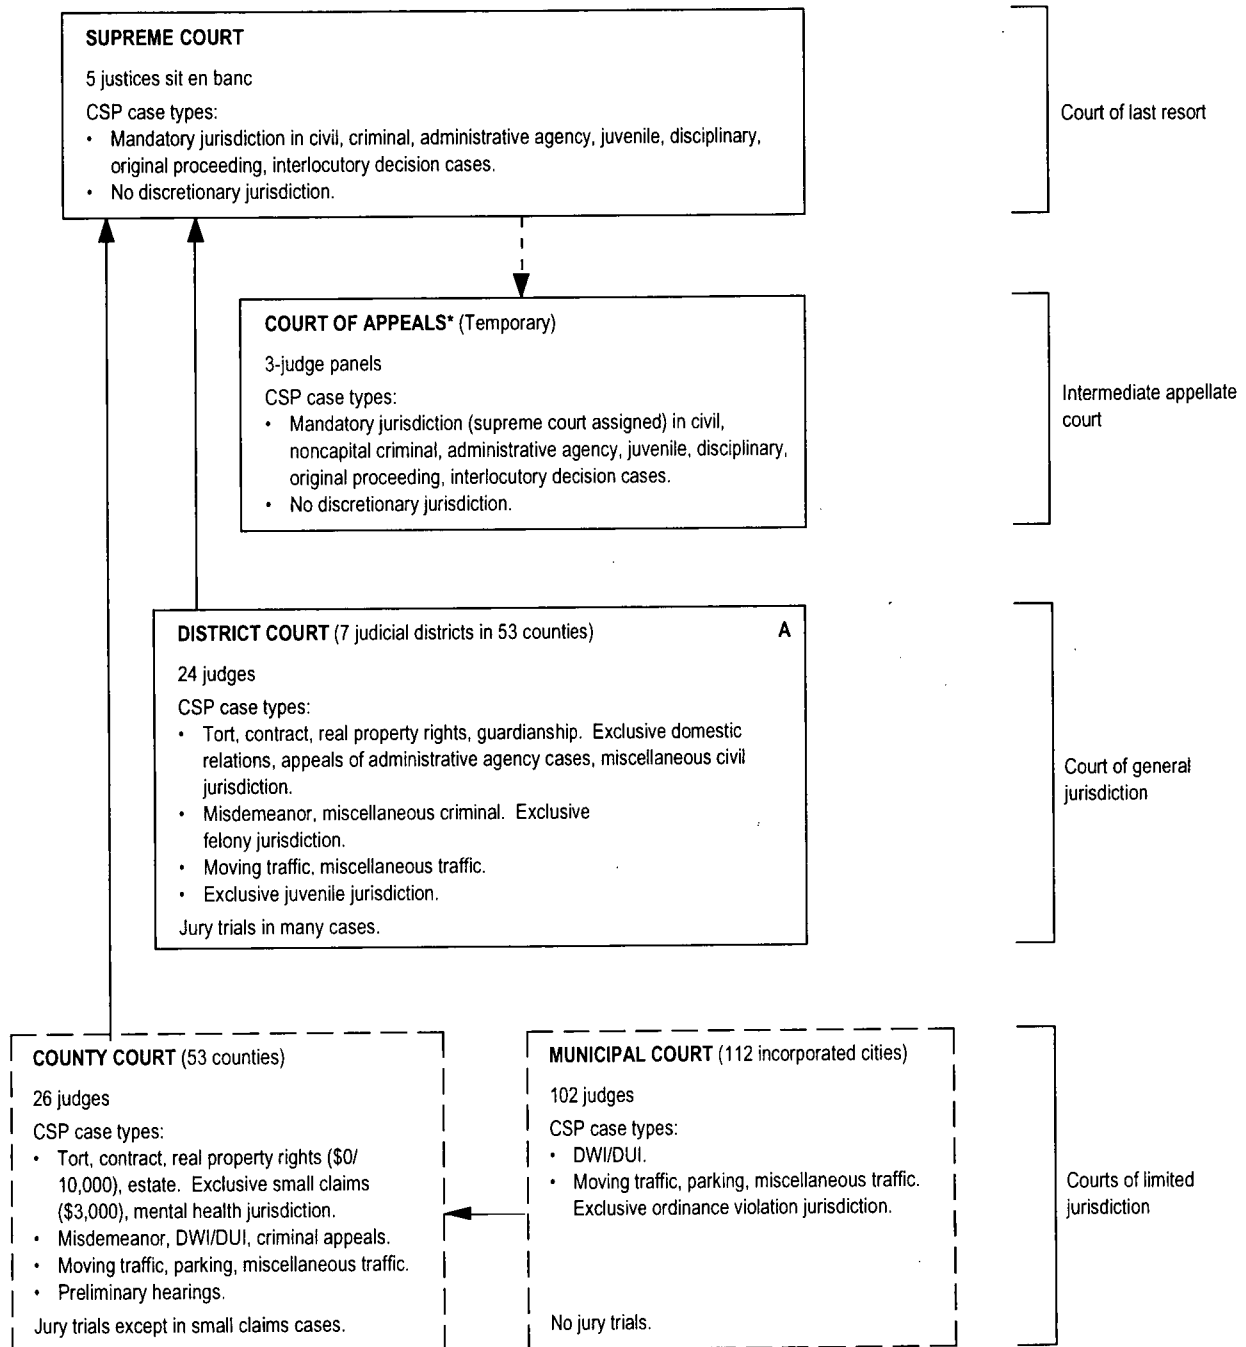 SUPREME COURT
5 justices sit en banc
CSP case types:
• Mandatory jurisdiction in civil, criminal, administrative agency, juvenile, disciplinary,
original proceeding, interlocutory decision cases.
• No discretionary jurisdiction.
Court of last resort
COURT OF APPEALS* (Temporary)
3-judge panels
CSP case types:
• Mandatory jurisdiction (supreme court assigned) in civil,
noncapital criminal, administrative agency, juvenile, disciplinary,
original proceeding, interlocutory decision cases.
• No discretionary jurisdiction.
Intermediate appellate
court
DISTRICT COURT (7 judicial districts in 53 counties) A
24 judges
CSP case types:
• Tort, contract, real property rights, guardianship. Exclusive domestic
relations, appeals of administrative agency cases, miscellaneous civil
jurisdiction.
• Misdemeanor, miscellaneous criminal. Exclusive
felony jurisdiction.
• Moving traffic, miscellaneous traffic.
• Exclusive juvenile jurisdiction.
Jury trials in many cases.
Court of general
jurisdiction
COUNTY COURT (53 counties)
26 judges
CSP case types:
• Tort, contract, real property rights ($0/
10,000), estate. Exclusive small claims
($3,000), mental health jurisdiction.
• Misdemeanor, DWI/DUI, criminal appeals.
• Moving traffic, parking, miscellaneous traffic.
• Preliminary hearings.
Jury trials except in small claims cases.
MUNICIPAL COURT (112 incorporated cities)
102 judges
CSP case types:
• DWI/DUI.
• Moving traffic, parking, miscellaneous traffic.
Exclusive ordinance violation jurisdiction.
No jury trials.
Courts of limited
jurisdiction